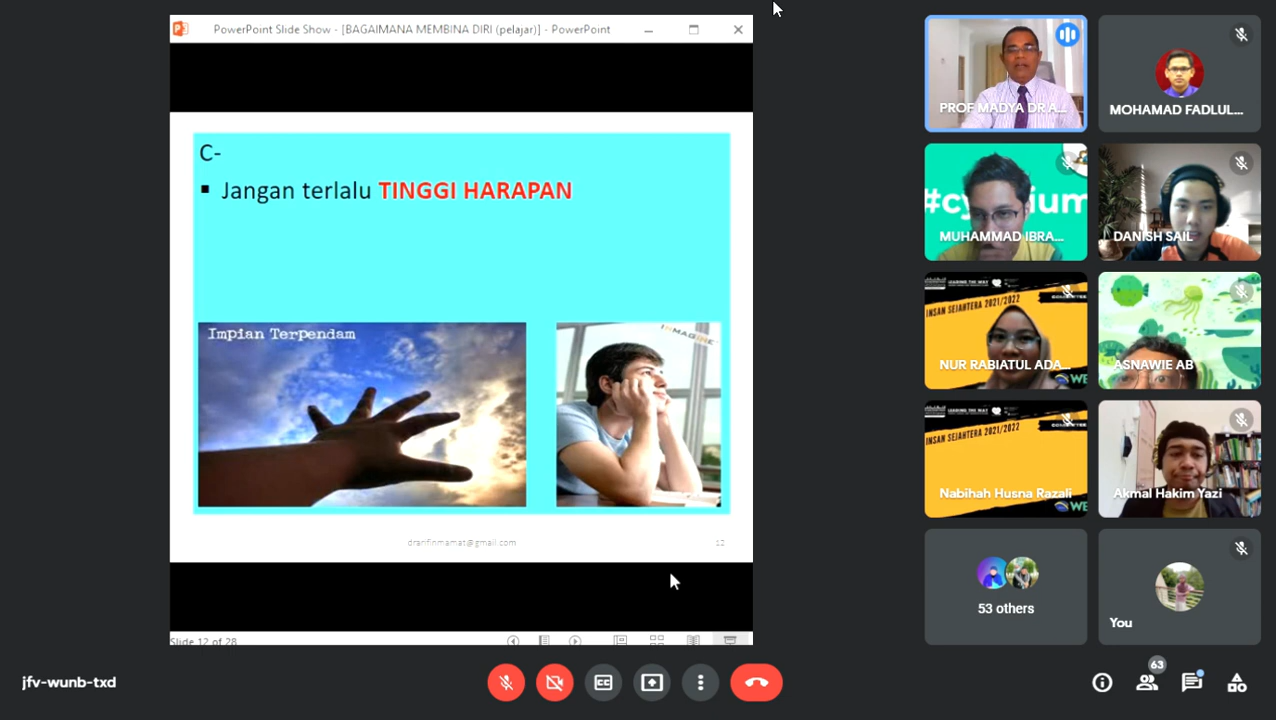 PowerPoint Slide Show - [BAGAIMANA MEMBINA DIRI (pelajar)] - PowerPoint
C-
▪ Jangan terlalu TINGGI HARAPAN
Impian Terpendam
INMAGINE
drarifinmamat@gmail.com
12
Slide 12 of 28
PROF MADYA DR A...
MOHAMAD FADLUL...
MUHAMMAD IBRA...
DANISH SAIL
INSAN SEJAHTERA 2021/2022
NUR RABIATUL ADA...
ASNAWIE AB
INSAN SEJAHTERA 2021/2022
Nabihah Husna Razali
Akmal Hakim Yazi
53 others
You
jfv-wunb-txd
CC
63